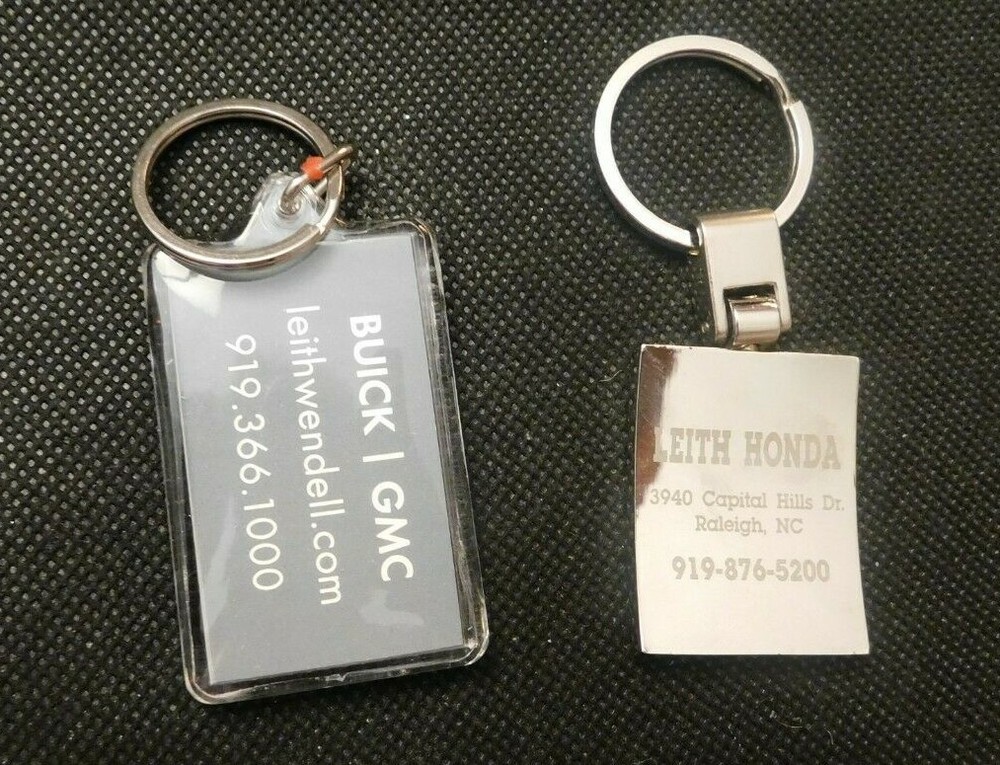 BUICK | GMC
leithwendell.com
919.366.1000
LEITH HONDA
3940 Capital Hills Dr.
Raleigh, NC
919-876-5200